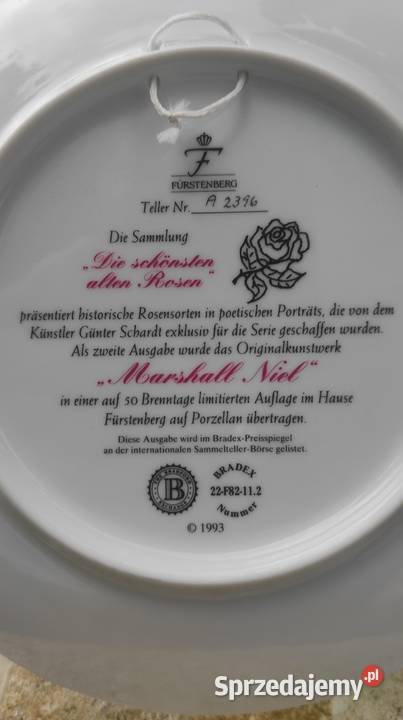 F
FÜRSTENBERG
Teller Nr. A 2396
Die Sammlung
„Die schönsten
alten Rosen“
präsentiert historische Rosensorten in poetischen Porträts, die von dem
Künstler Günter Schardt exklusiv für die Serie geschaffen wurden.
Als zweite Ausgabe wurde das Originalkunstwerk
„Marshall Niel“
in einer auf 50 Brenntage limitierten Auflage im Hause
Fürstenberg auf Porzellan übertragen.
Diese Ausgabe wird im Bradex-Preisspiegel
an der internationalen Sammelteller-Börse gelistet.
THE BRADFORD
B
EXCHANGE
BRADEX
22-F82-11.2
Nummer
© 1993
Sprzedajemy.pl